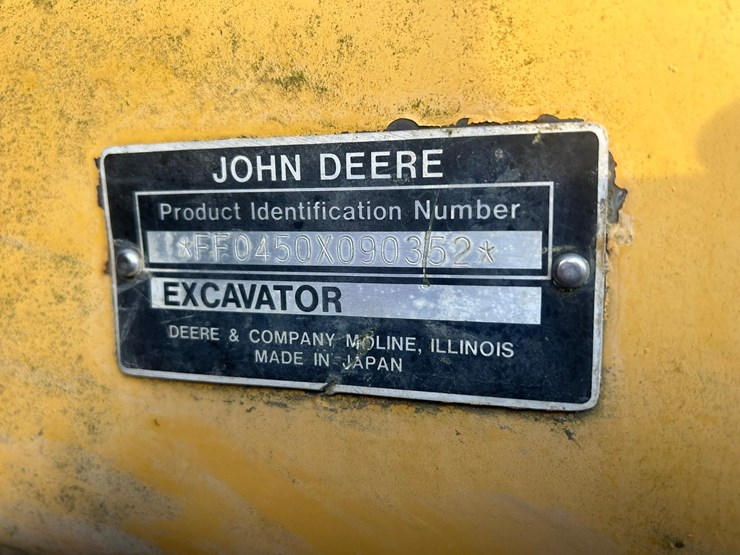 JOHN DEERE
Product Identification Number
*FF0450X090352*
EXCAVATOR
DEERE & COMPANY MOLINE, ILLINOIS
MADE IN JAPAN